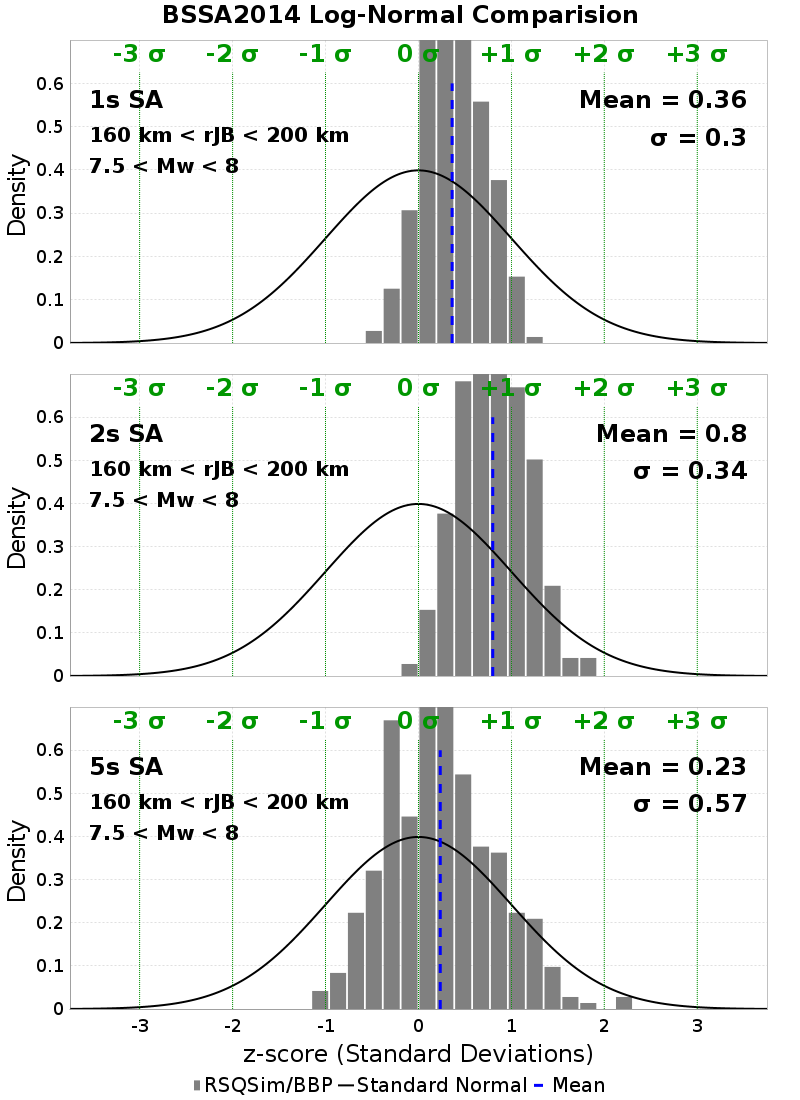 BSSA2014 Log-Normal Comparision
-3 σ -2 σ -1 σ 0 σ +1 σ +2 σ +3 σ
0.6
0.5
0.4
0.3
0.2
0.1
0
Density
1s SA
160 km < rJB < 200 km
7.5 < Mw < 8
Mean = 0.36
σ = 0.3
-3 σ -2 σ -1 σ 0 σ +1 σ +2 σ +3 σ
0.6
0.5
0.4
0.3
0.2
0.1
0
Density
2s SA
160 km < rJB < 200 km
7.5 < Mw < 8
Mean = 0.8
σ = 0.34
-3 σ -2 σ -1 σ 0 σ +1 σ +2 σ +3 σ
0.6
0.5
0.4
0.3
0.2
0.1
0
Density
5s SA
160 km < rJB < 200 km
7.5 < Mw < 8
Mean = 0.23
σ = 0.57
-3 -2 -1 0 1 2 3
z-score (Standard Deviations)
RSQSim/BBP Standard Normal Mean